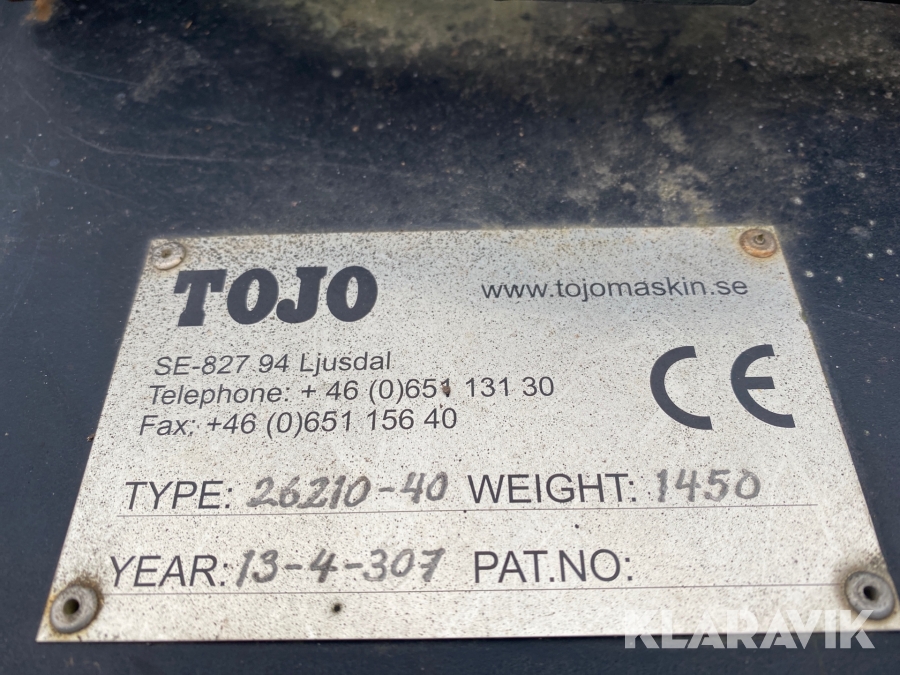 TOJO
www.tojomaskin.se
SE-827 94 Ljusdal
Telephone: + 46 (0)651 131 30
Fax: +46 (0)651 156 40
CE
TYPE: 26210-40 WEIGHT: 1450
YEAR: 13-4-307 PAT.NO:
KLARAVIK